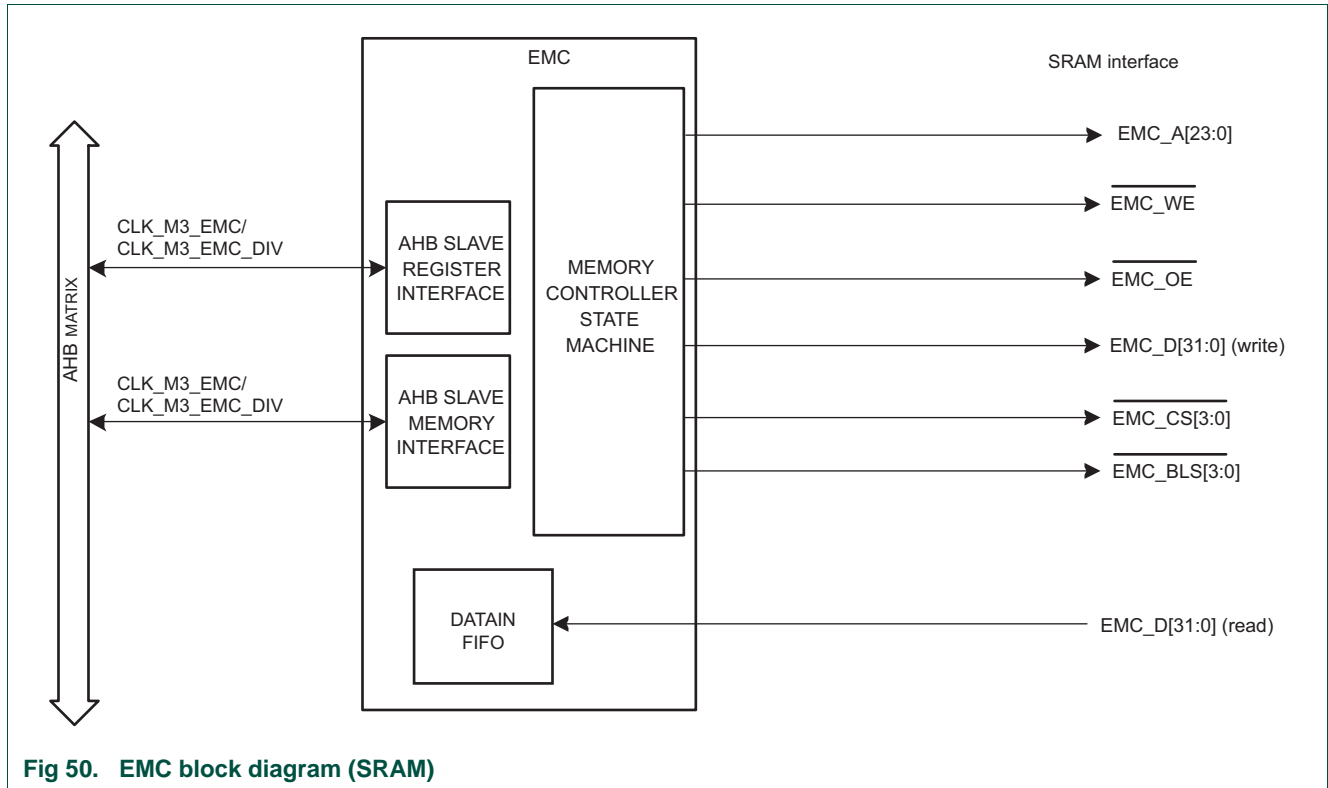 EMC
SRAM interface
AHB MATRIX
CLK_M3_EMC/
CLK_M3_EMC_DIV
AHB SLAVE
REGISTER
INTERFACE
CLK_M3_EMC/
CLK_M3_EMC_DIV
AHB SLAVE
MEMORY
INTERFACE
MEMORY
CONTROLLER
STATE
MACHINE
DATAIN
FIFO
EMC_A[23:0]
EMC_WE
EMC_OE
EMC_D[31:0] (write)
EMC_CS[3:0]
EMC_BLS[3:0]
EMC_D[31:0] (read)
Fig 50. EMC block diagram (SRAM)